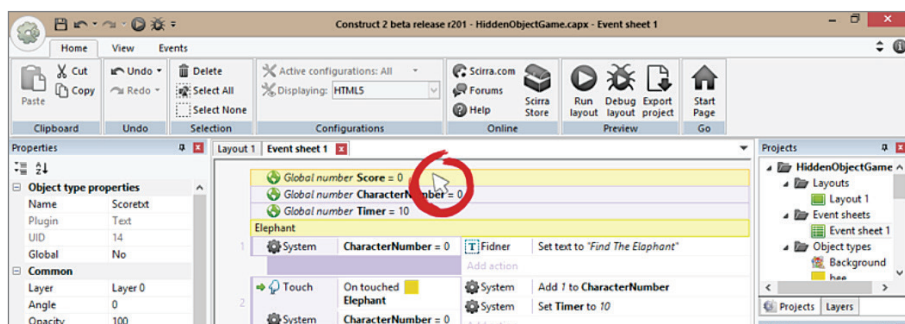 Construct 2 beta release r201 - HiddenObjectGame.capx - Event sheet 1
Home View Events
Paste
Cut
Copy
Clipboard
Undo
Redo
Undo
Delete
Select All
Select None
Selection
Active configurations: All
Displaying: HTML5
Configurations
Scirra.com
Forums
Help
Scirra Store
Online
Run layout
Debug layout
Export project
Preview
Start Page
Go
Properties
Object type properties
Name Scoretxt
Plugin Text
UID 14
Global No
Common
Layer Layer 0
Angle 0
Opacity 100
Layout 1 Event sheet 1
Global number Score = 0
Global number CharacterNumber = 0
Global number Timer = 10
Elephant
1 System CharacterNumber = 0 T Fidner Set text to "Find The Elaphant"
Add action
2 Touch On touched Elephant System Add 1 to CharacterNumber
System CharacterNumber = 0 System Set Timer to 10
Projects
HiddenObjectGame
Layouts
Layout 1
Event sheets
Event sheet 1
Object types
Background
Projects Layers